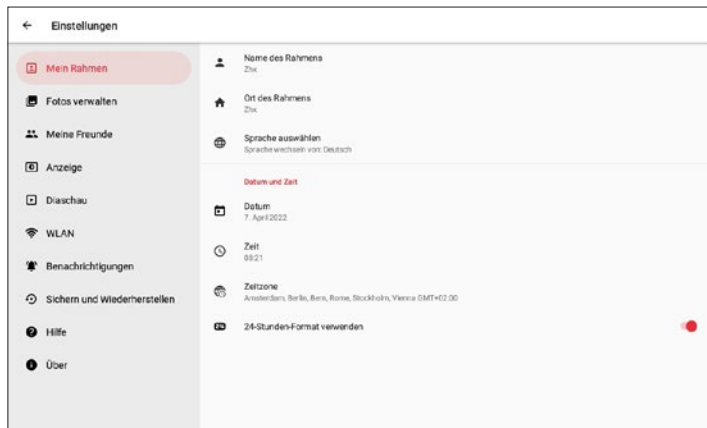 Einstellungen
Mein Rahmen
Fotos verwalten
Meine Freunde
Anzeige
Diaschau
WLAN
Benachrichtigungen
Sichern und Wiederherstellen
Hilfe
Über
Name des Rahmens
Zhx
Ort des Rahmens
Zhx
Sprache auswählen
Sprache wechseln von: Deutsch
Datum und Zeit
Datum
7. April 2022
Zeit
08:21
Zeitzone
Amsterdam, Berlin, Bern, Rome, Stockholm, Vienna GMT+02:00
24-Stunden-Format verwenden